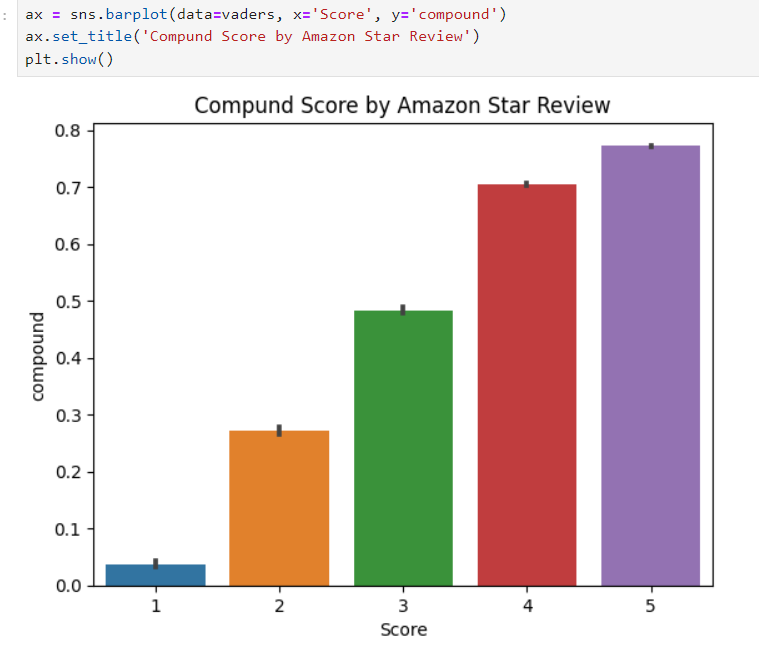 :
ax = sns.barplot(data=vaders, x='Score', y='compound')
ax.set_title('Compund Score by Amazon Star Review')
plt.show()
Compund Score by Amazon Star Review
0.8
0.7
0.6
0.5
0.4
0.3
0.2
0.1
0.0
compound
1 2 3 4 5
Score